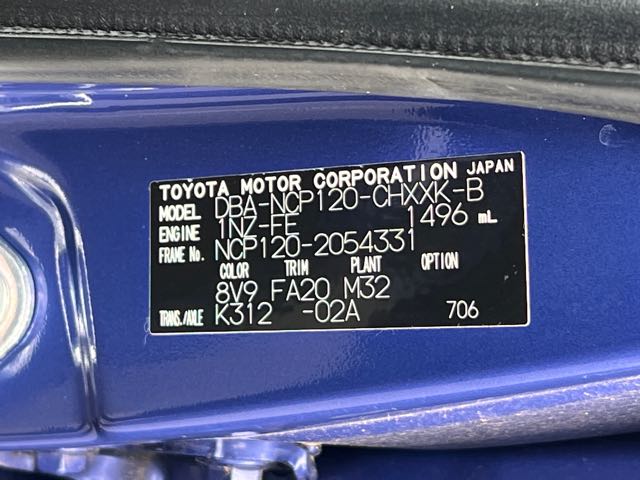 TOYOTA MOTOR CORPORATION JAPAN
MODEL DBA-NCP120-CHXXK-B
ENGINE 1NZ-FE 1496 mL
FRAME No. NCP120-2054331
COLOR TRIM PLANT OPTION
8V9 FA20 M32
TRANS./AXLE K312 -02A 706